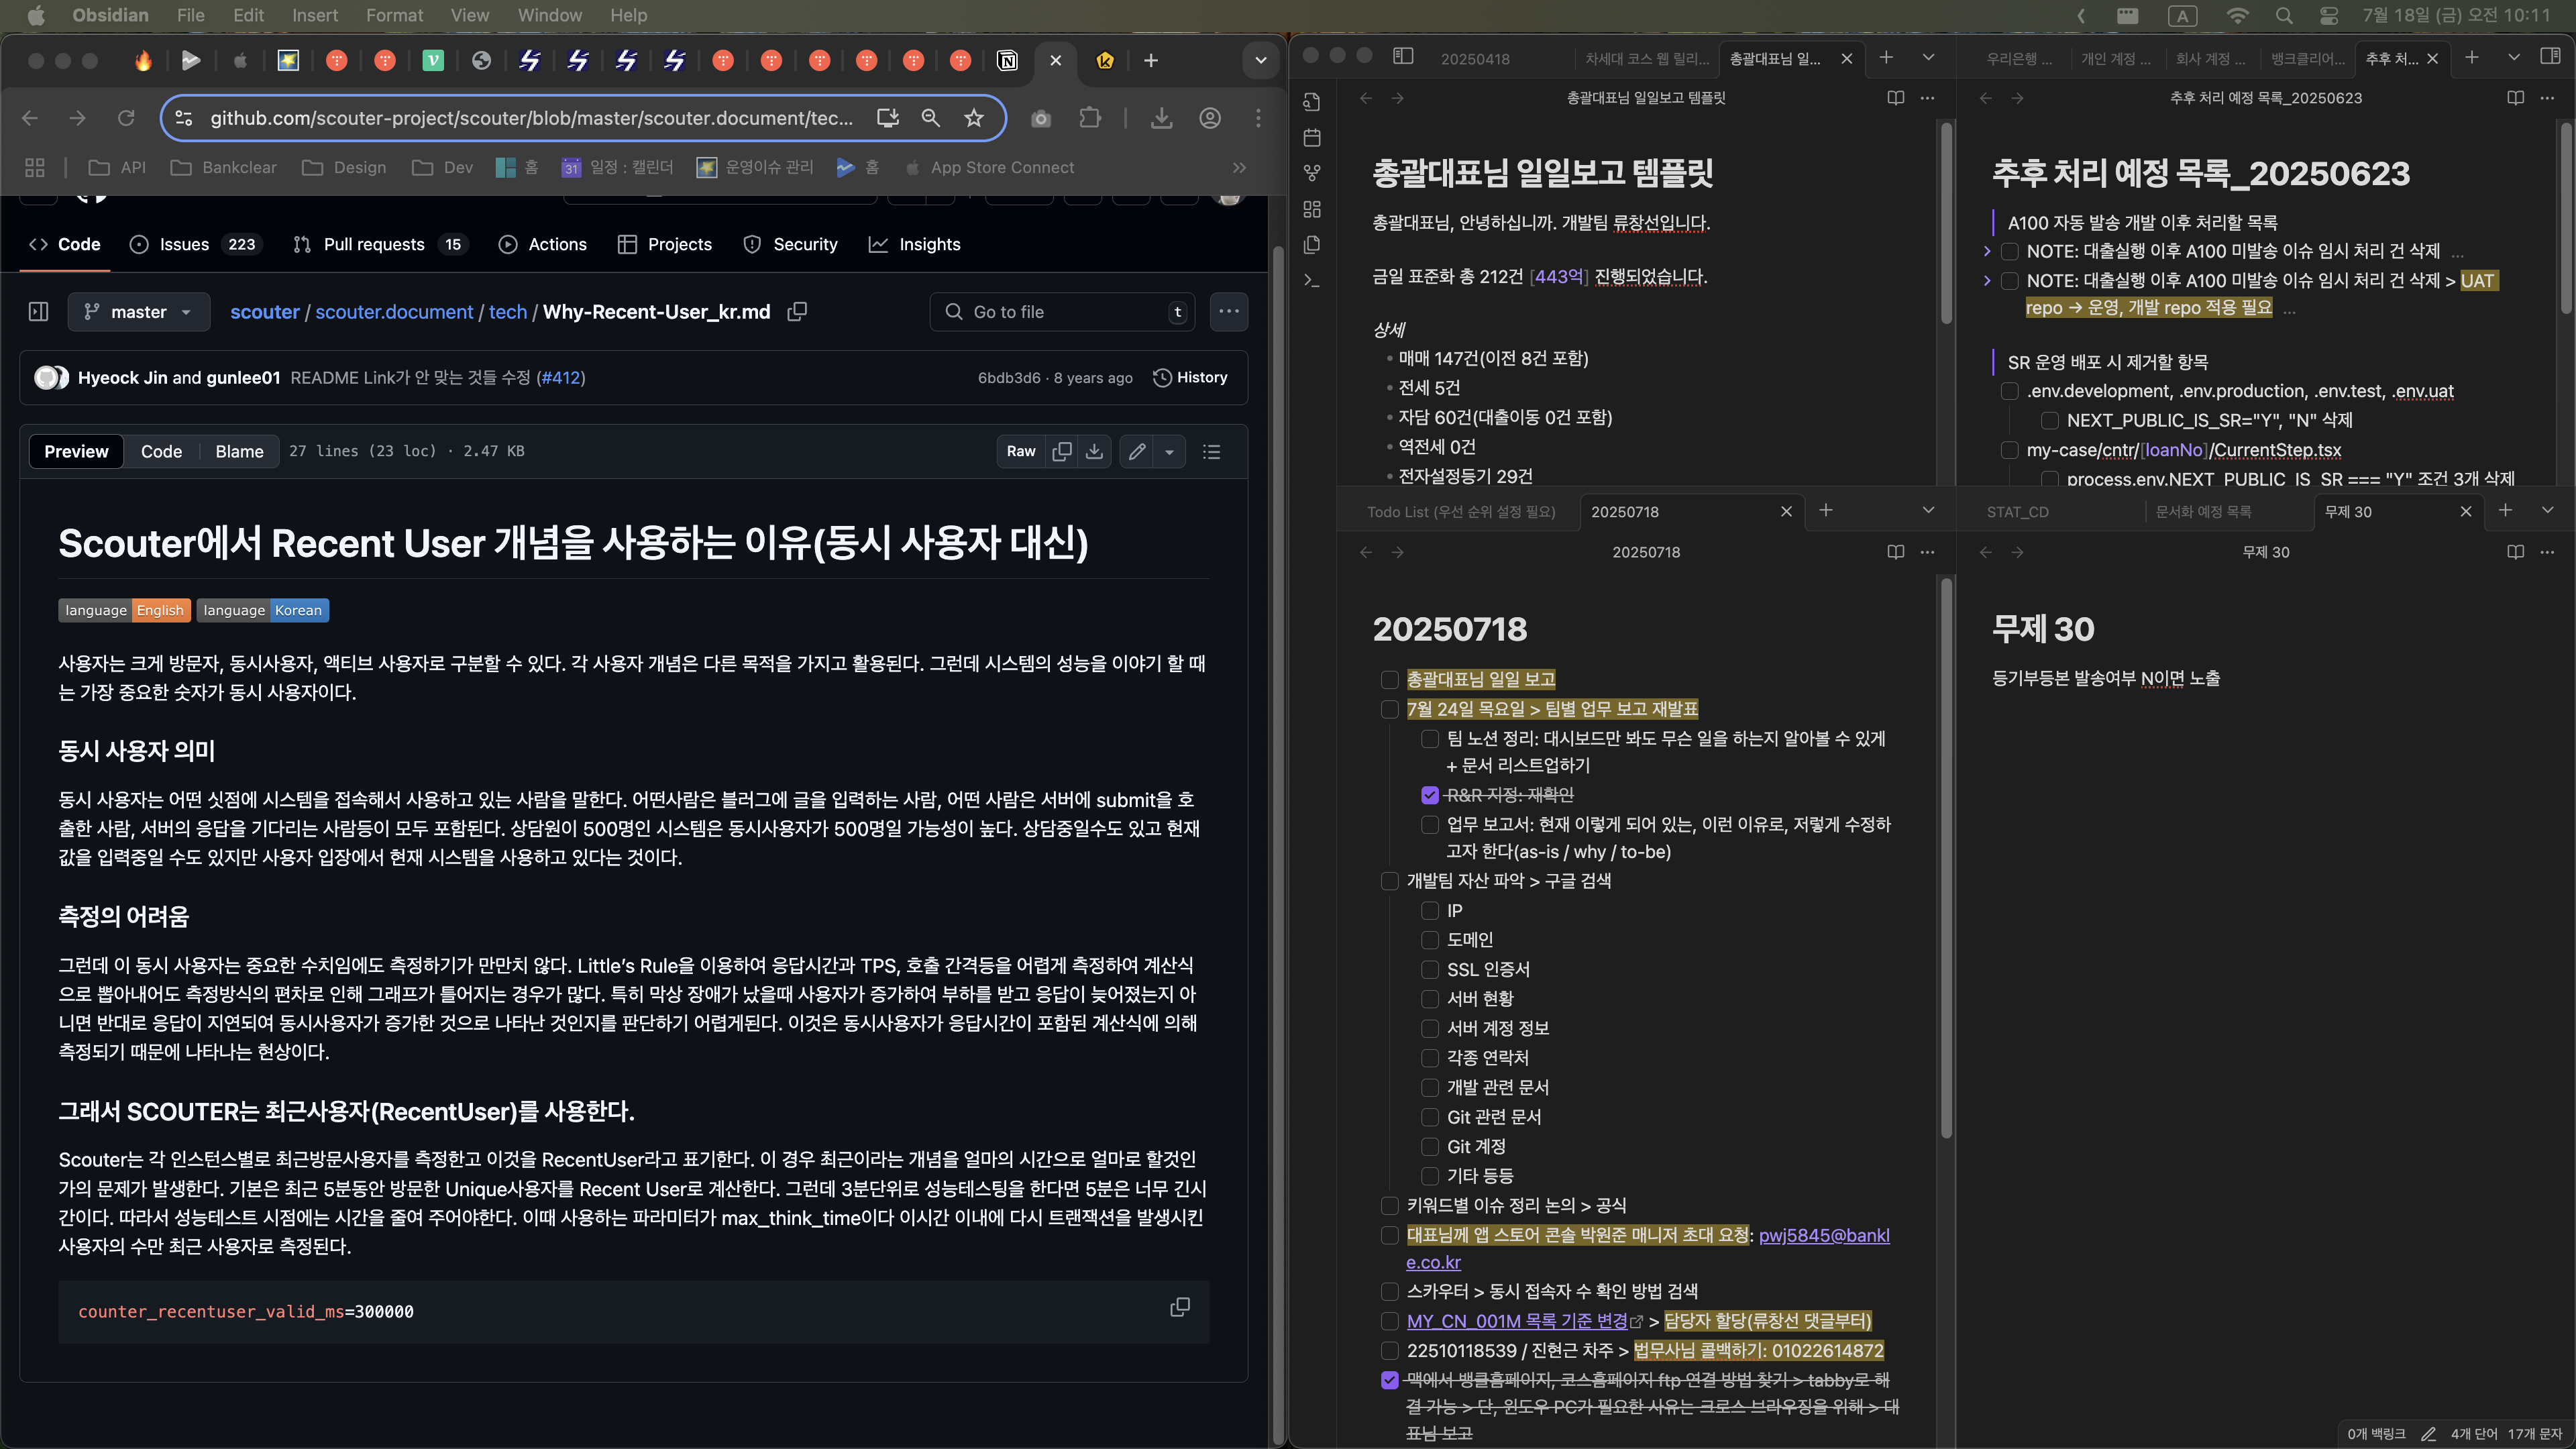 Obsidian File Edit Insert Format View Window Help
A 7월 18일 (금) 오전 10:11
github.com/scouter-project/scouter/blob/master/scouter.document/tec...
API Bankclear Design Dev 홈 31 일정 : 캘린더 운영이슈 관리 홈 App Store Connect
Code Issues 223 Pull requests 15 Actions Projects Security Insights
master scouter / scouter.document / tech / Why-Recent-User_kr.md Go to file t
Hyeock Jin and gunlee01 README Link가 안 맞는 것들 수정 (#412) 6bdb3d6 · 8 years ago History
Preview Code Blame 27 lines (23 loc) · 2.47 KB Raw
Scouter에서 Recent User 개념을 사용하는 이유(동시 사용자 대신)
language English language Korean
사용자는 크게 방문자, 동시사용자, 액티브 사용자로 구분할 수 있다. 각 사용자 개념은 다른 목적을 가지고 활용된다. 그런데 시스템의 성능을 이야기 할 때
는 가장 중요한 숫자가 동시 사용자이다.
동시 사용자 의미
동시 사용자는 어떤 싯점에 시스템을 접속해서 사용하고 있는 사람을 말한다. 어떤사람은 블러그에 글을 입력하는 사람, 어떤 사람은 서버에 submit을 호
출한 사람, 서버의 응답을 기다리는 사람등이 모두 포함된다. 상담원이 500명인 시스템은 동시사용자가 500명일 가능성이 높다. 상담중일수도 있고 현재
값을 입력중일 수도 있지만 사용자 입장에서 현재 시스템을 사용하고 있다는 것이다.
측정의 어려움
그런데 이 동시 사용자는 중요한 수치임에도 측정하기가 만만치 않다. Little's Rule을 이용하여 응답시간과 TPS, 호출 간격등을 어렵게 측정하여 계산식
으로 뽑아내어도 측정방식의 편차로 인해 그래프가 틀어지는 경우가 많다. 특히 막상 장애가 났을때 사용자가 증가하여 부하를 받고 응답이 늦어졌는지 아
니면 반대로 응답이 지연되여 동시사용자가 증가한 것으로 나타난 것인지를 판단하기 어렵게된다. 이것은 동시사용자가 응답시간이 포함된 계산식에 의해
측정되기 때문에 나타나는 현상이다.
그래서 SCOUTER는 최근사용자(RecentUser)를 사용한다.
Scouter는 각 인스턴스별로 최근방문사용자를 측정한고 이것을 RecentUser라고 표기한다. 이 경우 최근이라는 개념을 얼마의 시간으로 얼마로 할것인
가의 문제가 발생한다. 기본은 최근 5분동안 방문한 Unique사용자를 Recent User로 계산한다. 그런데 3분단위로 성능테스팅을 한다면 5분은 너무 긴시
간이다. 따라서 성능테스트 시점에는 시간을 줄여 주어야한다. 이때 사용하는 파라미터가 max_think_time이다 이시간 이내에 다시 트랜잭션을 발생시킨
사용자의 수만 최근 사용자로 측정된다.
counter_recentuser_valid_ms=300000
20250418 차세대 코스 웹 릴리... 총괄대표님 일...
총괄대표님 일일보고 템플릿
총괄대표님 일일보고 템플릿
총괄대표님, 안녕하십니까. 개발팀 류창선입니다.
금일 표준화 총 212건 [443억] 진행되었습니다.
상세
매매 147건(이전 8건 포함)
전세 5건
자담 60건(대출이동 0건 포함)
역전세 0건
전자설정등기 29건
우리은행 ... 개인 계정 ... 회사 계정 ... 뱅크클리어... 추후 처...
추후 처리 예정 목록_20250623
추후 처리 예정 목록_20250623
A100 자동 발송 개발 이후 처리할 목록
NOTE: 대출실행 이후 A100 미발송 이슈 임시 처리 건 삭제 ...
NOTE: 대출실행 이후 A100 미발송 이슈 임시 처리 건 삭제 > UAT
repo → 운영, 개발 repo 적용 필요 ...
SR 운영 배포 시 제거할 항목
.env.development, .env.production, .env.test, .env.uat
NEXT_PUBLIC_IS_SR="Y", "N" 삭제
my-case/cntr/[loanNo]/CurrentStep.tsx
process.env.NEXT_PUBLIC_IS_SR === "Y" 조건 3개 삭제
Todo List (우선 순위 설정 필요) 20250718
20250718
20250718
총괄대표님 일일 보고
7월 24일 목요일 > 팀별 업무 보고 재발표
팀 노션 정리: 대시보드만 봐도 무슨 일을 하는지 알아볼 수 있게
+ 문서 리스트업하기
R&R 지정: 재확인
업무 보고서: 현재 이렇게 되어 있는, 이런 이유로, 저렇게 수정하
고자 한다(as-is / why / to-be)
개발팀 자산 파악 > 구글 검색
IP
도메인
SSL 인증서
서버 현황
서버 계정 정보
각종 연락처
개발 관련 문서
Git 관련 문서
Git 계정
기타 등등
키워드별 이슈 정리 논의 > 공식
대표님께 앱 스토어 콘솔 박원준 매니저 초대 요청: pwj5845@bankl
e.co.kr
스카우터 > 동시 접속자 수 확인 방법 검색
MY_CN_001M 목록 기준 변경 > 담당자 할당(류창선 댓글부터)
22510118539 / 진현근 차주 > 법무사님 콜백하기: 01022614872
맥에서 뱅클홈페이지, 코스홈페이지 ftp 연결 방법 찾기 > tabby로 해
결 가능 > 단, 윈도우 PC가 필요한 사유는 크로스 브라우징을 위해 > 대
표님 보고
STAT_CD 문서화 예정 목록 무제 30
무제 30
무제 30
등기부등본 발송여부 N이면 노출
0개 백링크 4개 단어 17개 문자